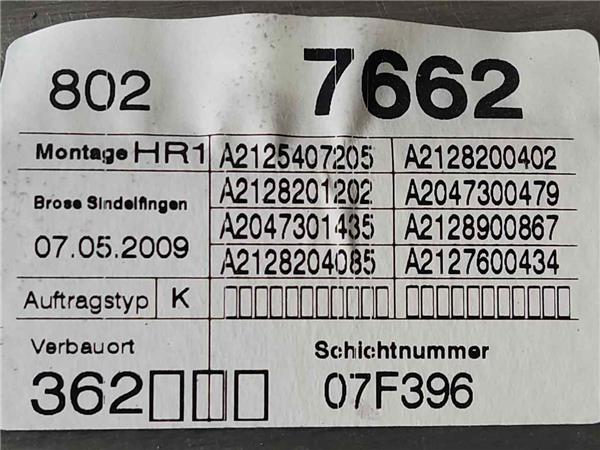 802 7662
Montage HR1 A2125407205 A2128200402
A2128201202 A2047300479
Brose Sindelfingen
A2047301435 A2128900867
07.05.2009
A2128204085 A2127600434
Auftragstyp K ▯▯▯▯▯▯▯▯▯▯▯ ▯▯▯▯▯▯▯▯▯▯▯
Verbauort Schichtnummer
362▯▯▯ 07F396